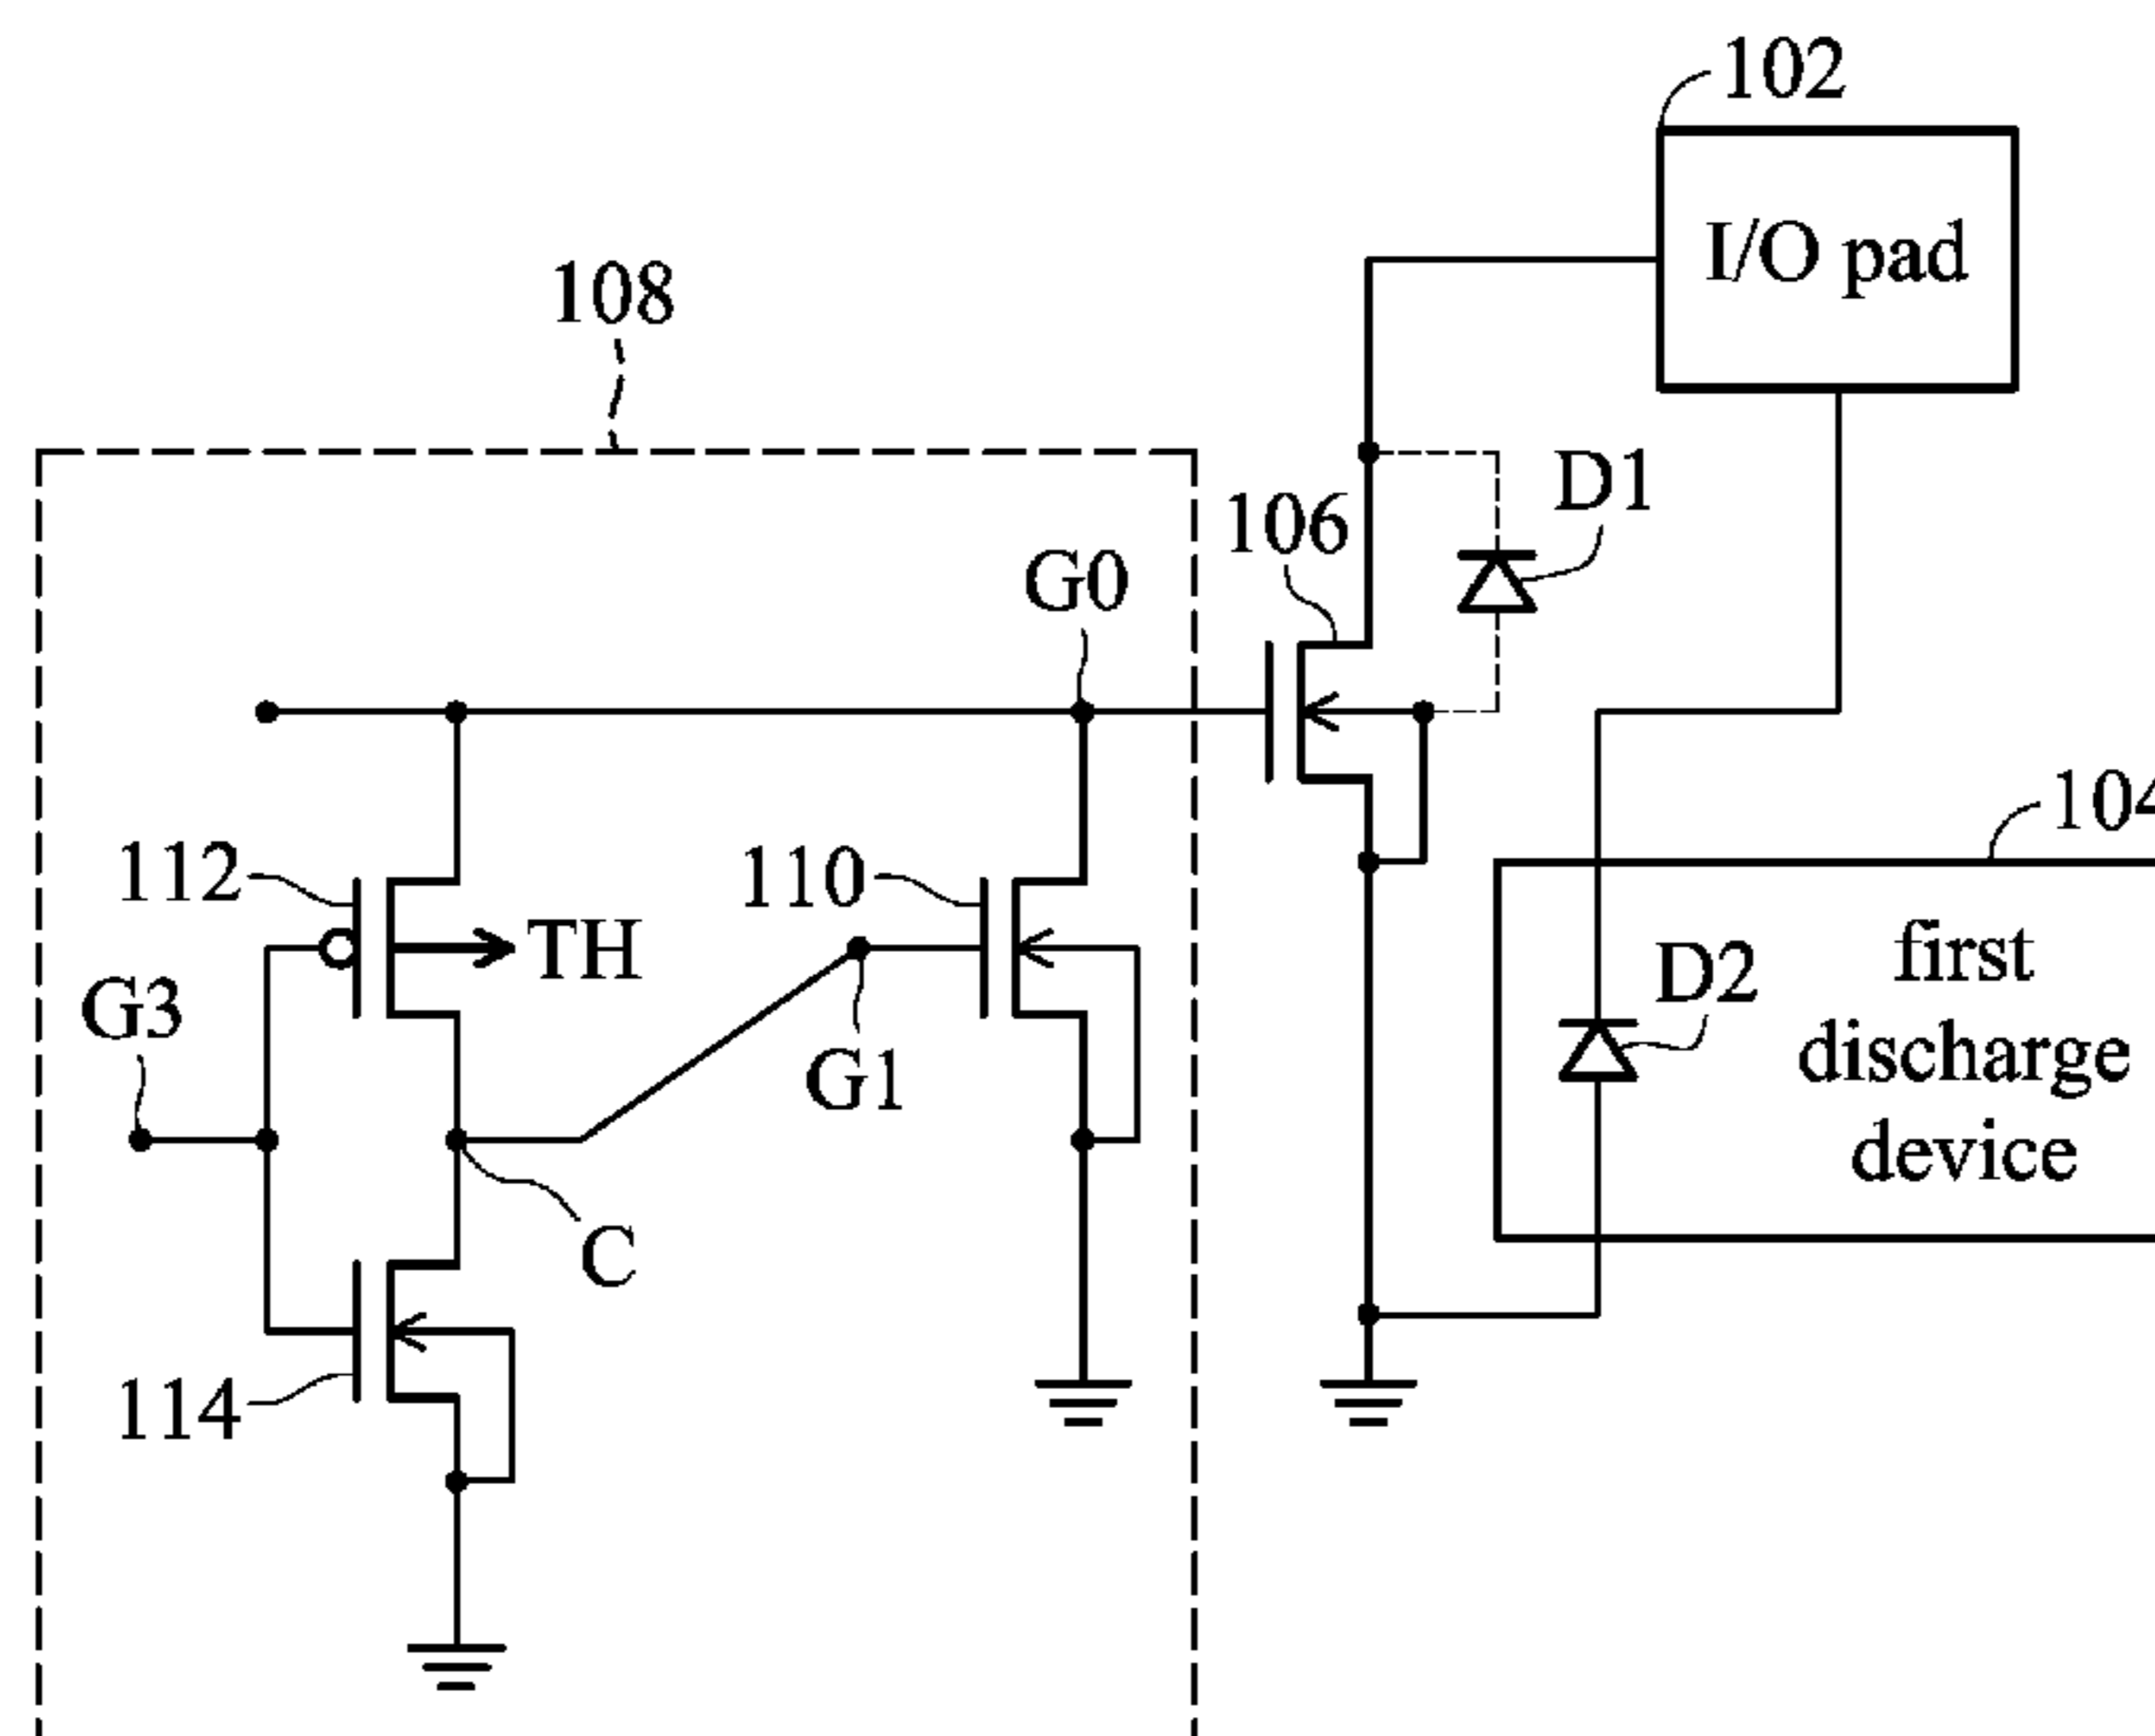 102
I/O pad
108
D1
106
G0
104
112
110
TH
G3
first
discharge
device
D2
G1
C
114